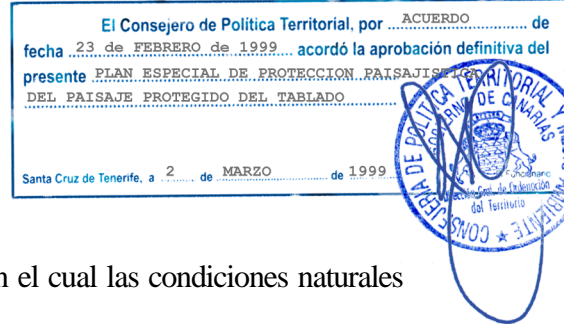 El Consejero de Política Territorial, por ACUERDO de
fecha 23 de FEBRERO de 1999 acordó la aprobación definitiva del
presente PLAN ESPECIAL DE PROTECCION PAISAJISTICA
DEL PAISAJE PROTEGIDO DEL TABLADO
Santa Cruz de Tenerife, a 2 de MARZO de 1999
CONSEJERIA DE POLITICA TERRITORIAL Y MEDIO AMBIENTE
GOBIERNO DE CANARIAS
Dirección Gral. de Ordenación
del Territorio
el cual las condiciones naturales